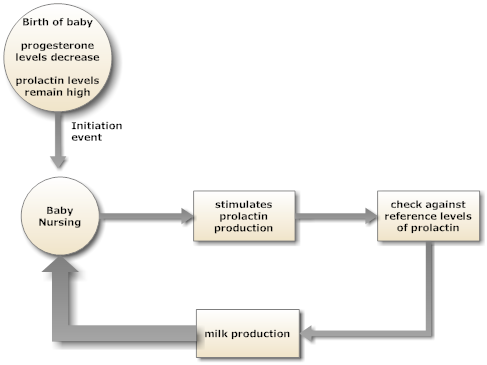 Birth of baby
progesterone
levels decrease
prolactin levels
remain high
Initiation
event
Baby
Nursing
stimulates
prolactin
production
check against
reference levels
of prolactin
milk production